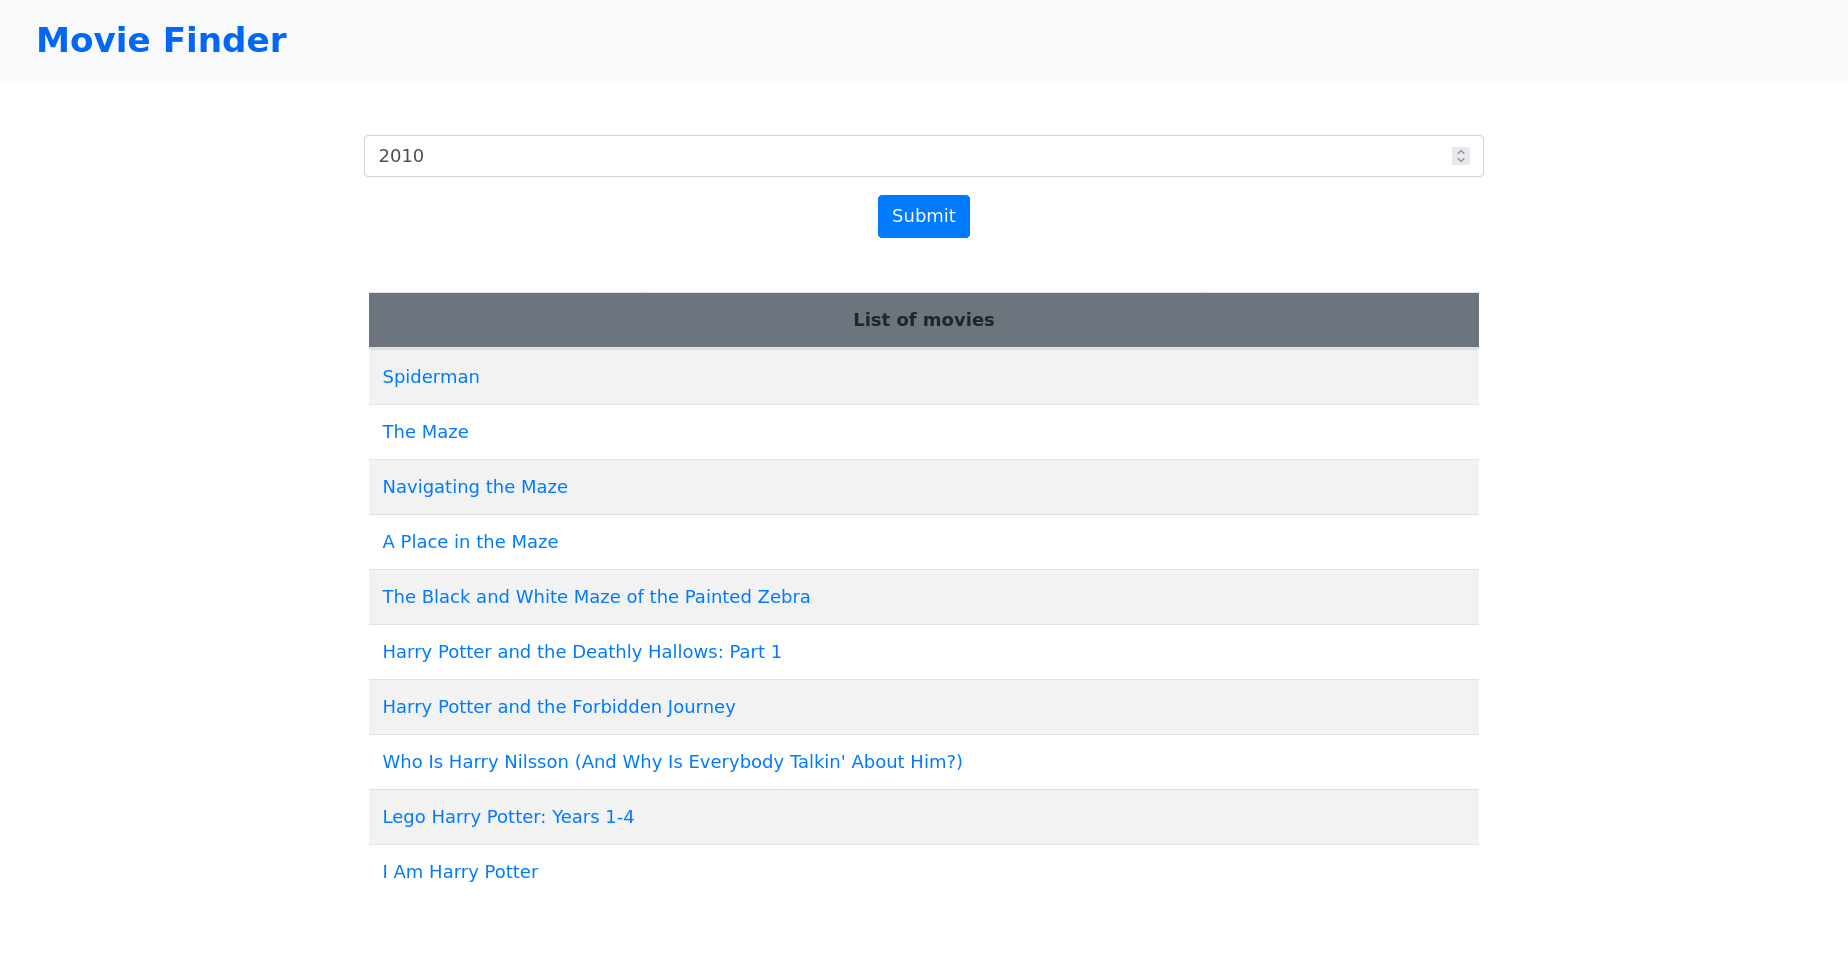 Movie Finder
2010
Submit
List of movies
Spiderman
The Maze
Navigating the Maze
A Place in the Maze
The Black and White Maze of the Painted Zebra
Harry Potter and the Deathly Hallows: Part 1
Harry Potter and the Forbidden Journey
Who Is Harry Nilsson (And Why Is Everybody Talkin' About Him?)
Lego Harry Potter: Years 1-4
I Am Harry Potter